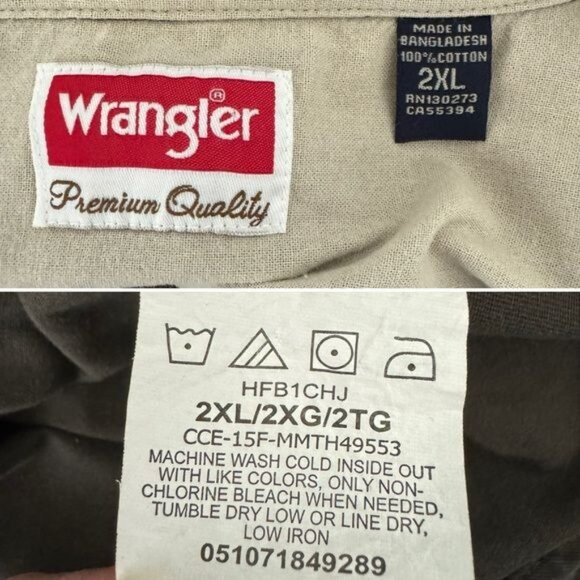 Wrangler®
Premium Quality
MADE IN
BANGLADESH
100% COTTON
2XL
RN130273
CA55394
HFB1CHJ
2XL/2XG/2TG
CCE-15F-MMTH49553
MACHINE WASH COLD INSIDE OUT
WITH LIKE COLORS, ONLY NON-
CHLORINE BLEACH WHEN NEEDED,
TUMBLE DRY LOW OR LINE DRY,
LOW IRON
051071849289